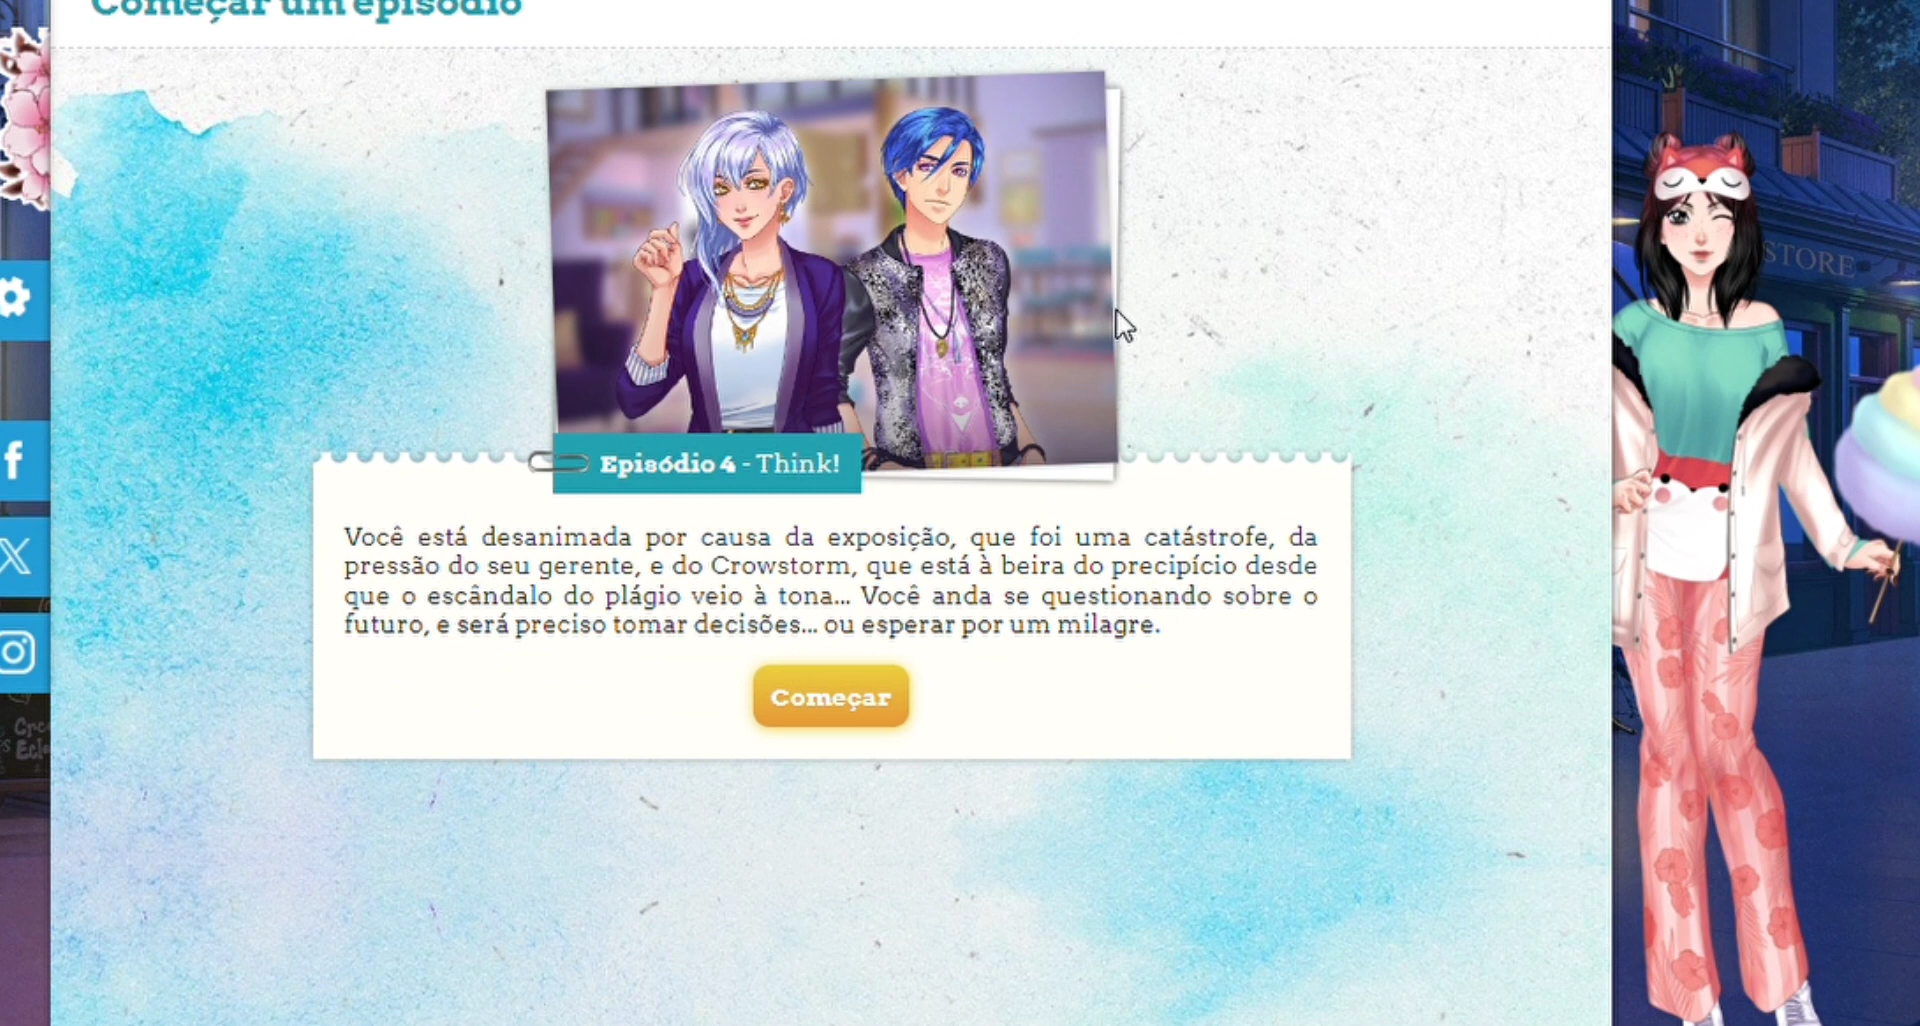 Começar um episódio
STORE
Episódio 4 - Think!
Você está desanimada por causa da exposição, que foi uma catástrofe, da
pressão do seu gerente, e do Crowstorm, que está à beira do precipício desde
que o escândalo do plágio veio à tona... Você anda se questionando sobre o
futuro, e será preciso tomar decisões... ou esperar por um milagre.
Começar